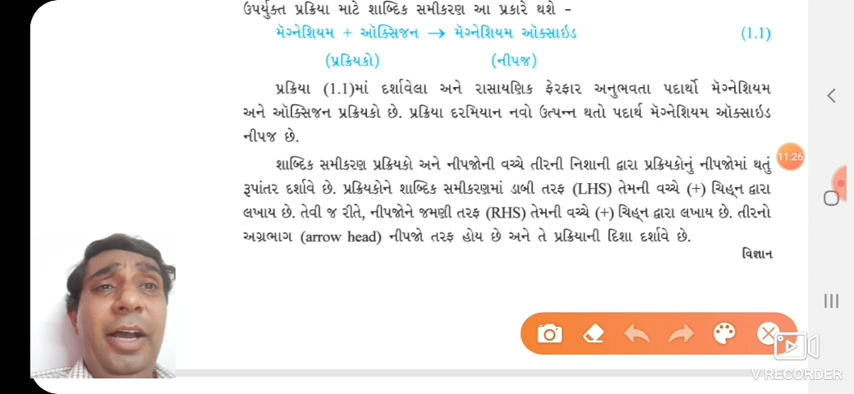 ઉપર્યુક્ત પ્રક્રિયા માટે શાબ્દિક સમીકરણ આ પ્રકારે થશે -
મૅગ્નેશિયમ + ઑક્સિજન → મૅગ્નેશિયમ ઑક્સાઇડ (1.1)
(પ્રક્રિયકો) (નીપજ)
પ્રક્રિયા (1.1)માં દર્શાવેલા અને રાસાયણિક ફેરફાર અનુભવતા પદાર્થો મૅગ્નેશિયમ
અને ઑક્સિજન પ્રક્રિયકો છે. પ્રક્રિયા દરમિયાન નવો ઉત્પન્ન થતો પદાર્થ મૅગ્નેશિયમ ઑક્સાઇડ
નીપજ છે.
11:26
શાબ્દિક સમીકરણ પ્રક્રિયકો અને નીપજોની વચ્ચે તીરની નિશાની દ્વારા પ્રક્રિયકોનું નીપજોમાં થતું
રૂપાંતર દર્શાવે છે. પ્રક્રિયકોને શાબ્દિક સમીકરણમાં ડાબી તરફ (LHS) તેમની વચ્ચે (+) ચિહ્ન દ્વારા
લખાય છે. તેવી જ રીતે, નીપજોને જમણી તરફ (RHS) તેમની વચ્ચે (+) ચિહ્ન દ્વારા લખાય છે. તીરનો
અગ્રભાગ (arrow head) નીપજો તરફ હોય છે અને તે પ્રક્રિયાની દિશા દર્શાવે છે.
વિજ્ઞાન
V RECORDER